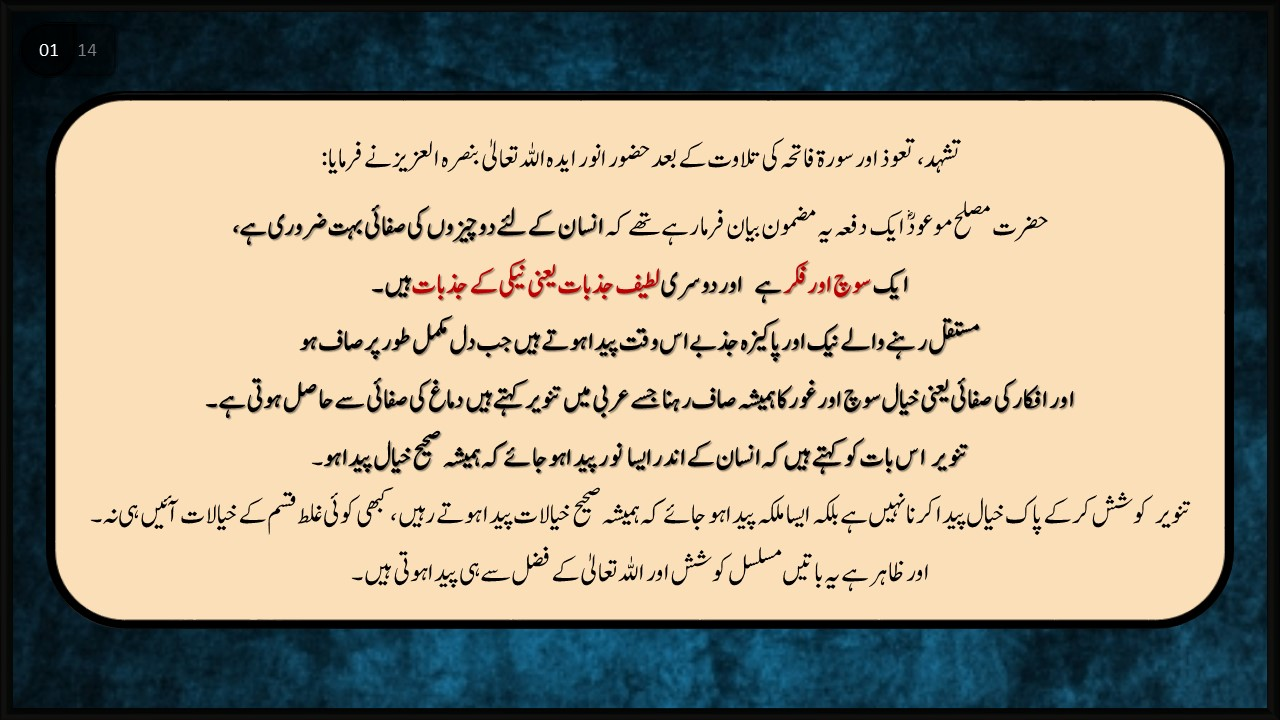 01 14
تشہد، تعوذ اور سورۃ فاتحہ کی تلاوت کے بعد حضور انور ایدہ اللہ تعالیٰ بنصرہ العزیز نے فرمایا:
حضرت مصلح موعودؓ ایک دفعہ یہ مضمون بیان فرمارہے تھے کہ انسان کے لئے دو چیزوں کی صفائی بہت ضروری ہے،
ایک سوچ اور فکر ہے اور دوسری لطیف جذبات یعنی نیکی کے جذبات ہیں۔
مستقل رہنے والے نیک اور پاکیزہ جذبے اس وقت پیدا ہوتے ہیں جب دل مکمل طور پر صاف ہو
اور افکار کی صفائی یعنی خیال سوچ اور غور کا ہمیشہ صاف رہنا جسے عربی میں تنویر کہتے ہیں دماغ کی صفائی سے حاصل ہوتی ہے۔
تنویر اس بات کو کہتے ہیں کہ انسان کے اندر ایسا نور پیدا ہو جائے کہ ہمیشہ صحیح خیال پیدا ہو۔
تنویر کوشش کر کے پاک خیال پیدا کرنا نہیں ہے بلکہ ایسا ملکہ پیدا ہو جائے کہ ہمیشہ صحیح خیالات پیدا ہوتے رہیں، کبھی کوئی غلط قسم کے خیالات آئیں ہی نہ۔
اور ظاہر ہے یہ باتیں مسلسل کوشش اور اللہ تعالیٰ کے فضل سے ہی پیدا ہوتی ہیں۔